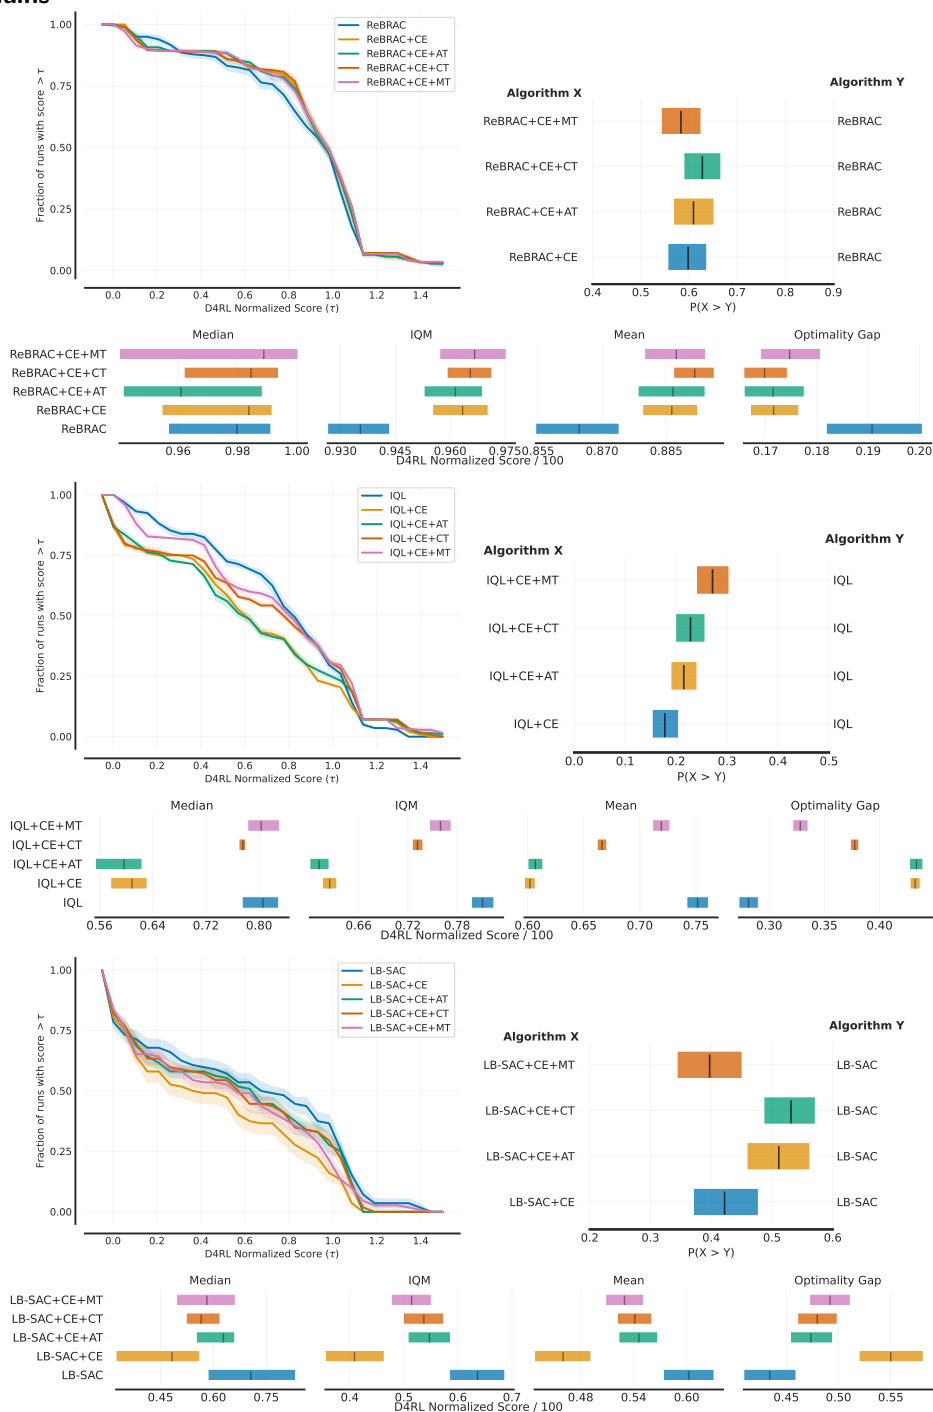 1.00
0.75
0.50
0.25
0.00
Fraction of runs with score > τ
0.0 0.2 0.4 0.6 0.8 1.0 1.2 1.4
D4RL Normalized Score (τ)
ReBRAC
ReBRAC+CE
ReBRAC+CE+AT
ReBRAC+CE+CT
ReBRAC+CE+MT
Algorithm X Algorithm Y
ReBRAC+CE+MT ReBRAC
ReBRAC+CE+CT ReBRAC
ReBRAC+CE+AT ReBRAC
ReBRAC+CE ReBRAC
0.4 0.5 0.6 0.7 0.8 0.9
P(X > Y)
Median IQM Mean Optimality Gap
ReBRAC+CE+MT
ReBRAC+CE+CT
ReBRAC+CE+AT
ReBRAC+CE
ReBRAC
0.96 0.98 1.00 0.930 0.945 0.960 0.975 0.855 0.870 0.885 0.17 0.18 0.19 0.20
D4RL Normalized Score / 100
1.00
0.75
0.50
0.25
0.00
Fraction of runs with score > τ
0.0 0.2 0.4 0.6 0.8 1.0 1.2 1.4
D4RL Normalized Score (τ)
IQL
IQL+CE
IQL+CE+AT
IQL+CE+CT
IQL+CE+MT
Algorithm X Algorithm Y
IQL+CE+MT IQL
IQL+CE+CT IQL
IQL+CE+AT IQL
IQL+CE IQL
0.0 0.1 0.2 0.3 0.4 0.5
P(X > Y)
Median IQM Mean Optimality Gap
IQL+CE+MT
IQL+CE+CT
IQL+CE+AT
IQL+CE
IQL
0.56 0.64 0.72 0.80 0.66 0.72 0.78 0.60 0.65 0.70 0.75 0.30 0.40
D4RL Normalized Score / 100
1.00
0.75
0.50
0.25
0.00
Fraction of runs with score > τ
0.0 0.2 0.4 0.6 0.8 1.0 1.2 1.4
D4RL Normalized Score (τ)
LB-SAC
LB-SAC+CE
LB-SAC+CE+AT
LB-SAC+CE+CT
LB-SAC+CE+MT
Algorithm X Algorithm Y
LB-SAC+CE+MT LB-SAC
LB-SAC+CE+CT LB-SAC
LB-SAC+CE+AT LB-SAC
LB-SAC+CE LB-SAC
0.2 0.3 0.4 0.5 0.6
P(X > Y)
Median IQM Mean Optimality Gap
LB-SAC+CE+MT
LB-SAC+CE+CT
LB-SAC+CE+AT
LB-SAC+CE
LB-SAC
0.45 0.60 0.75 0.4 0.5 0.6 0.7 0.48 0.54 0.60 0.45 0.50 0.55
D4RL Normalized Score / 100